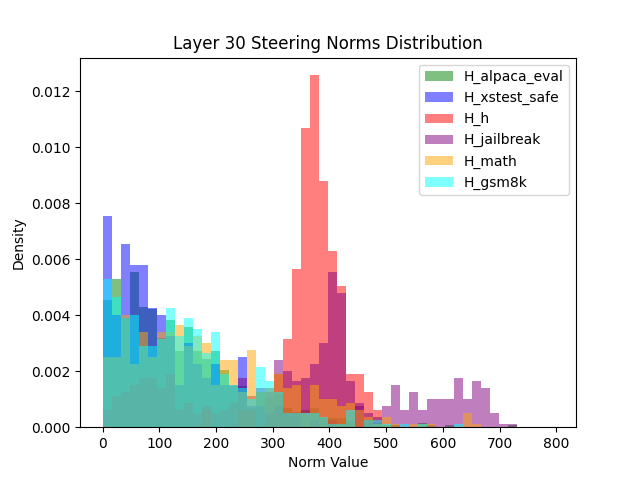 Layer 30 Steering Norms Distribution
H_alpaca_eval
H_xstest_safe
H_h
H_jailbreak
H_math
H_gsm8k
0.012
0.010
0.008
0.006
0.004
0.002
0.000
Density
0 100 200 300 400 500 600 700 800
Norm Value